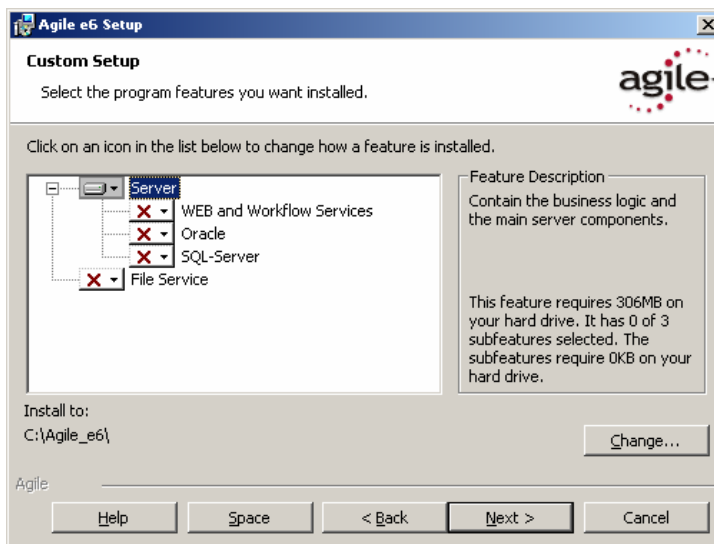 Agile e6 Setup
Custom Setup
Select the program features you want installed.
agile
Click on an icon in the list below to change how a feature is installed.
Server
WEB and Workflow Services
Oracle
SQL-Server
File Service
Feature Description
Contain the business logic and
the main server components.
This feature requires 306MB on
your hard drive. It has 0 of 3
subfeatures selected. The
subfeatures require 0KB on your
hard drive.
Install to:
C:\Agile_e6\
Change...
Agile
Help
Space
< Back
Next >
Cancel